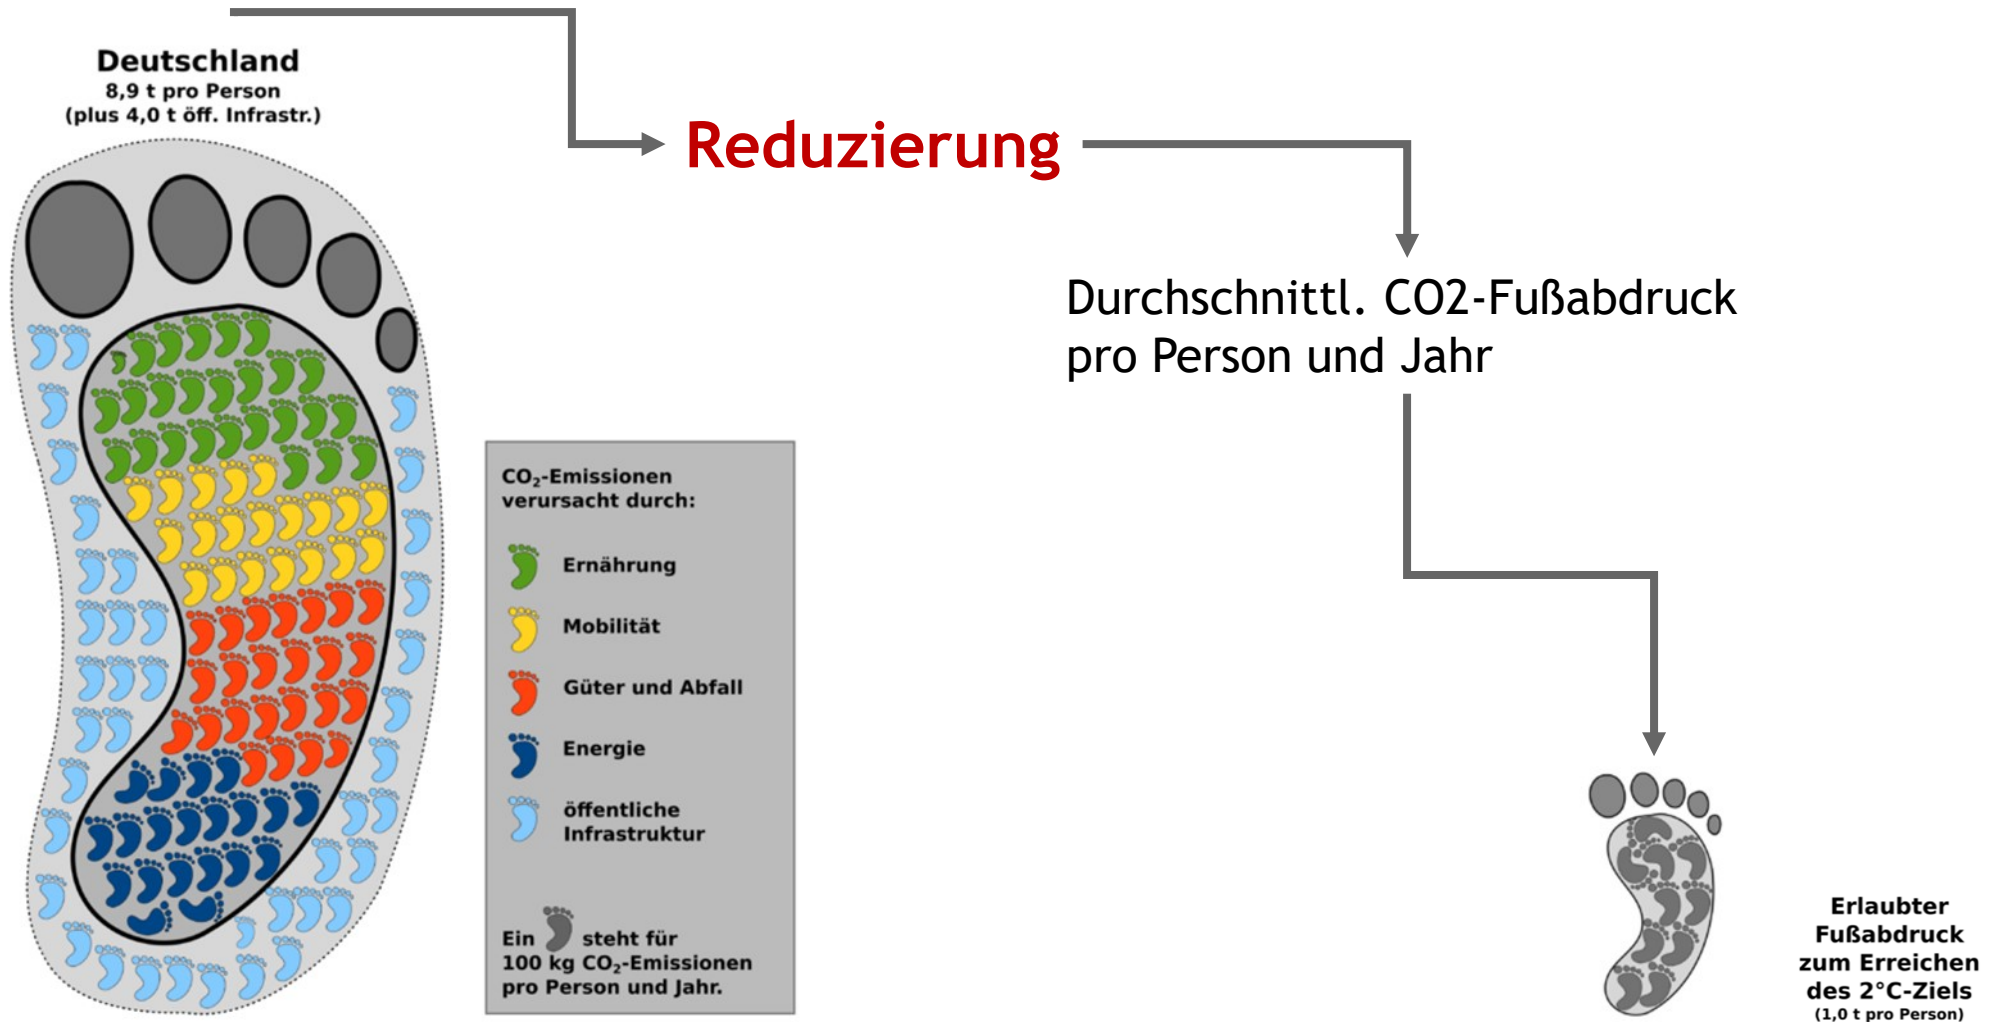 Deutschland
8,9 t pro Person
(plus 4,0 t öff. Infrastr.)
Reduzierung
Durchschnittl. CO2-Fußabdruck
pro Person und Jahr
CO₂-Emissionen
verursacht durch:
Ernährung
Mobilität
Güter und Abfall
Energie
öffentliche
Infrastruktur
Ein steht für
100 kg CO₂-Emissionen
pro Person und Jahr.
Erlaubter
Fußabdruck
zum Erreichen
des 2°C-Ziels
(1,0 t pro Person)